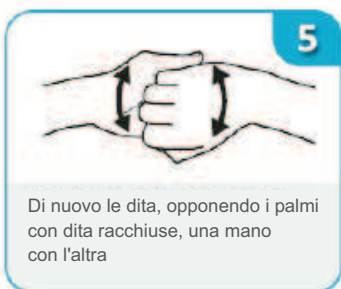 5
Di nuovo le dita, opponendo i palmi
con dita racchiuse, una mano
con l'altra